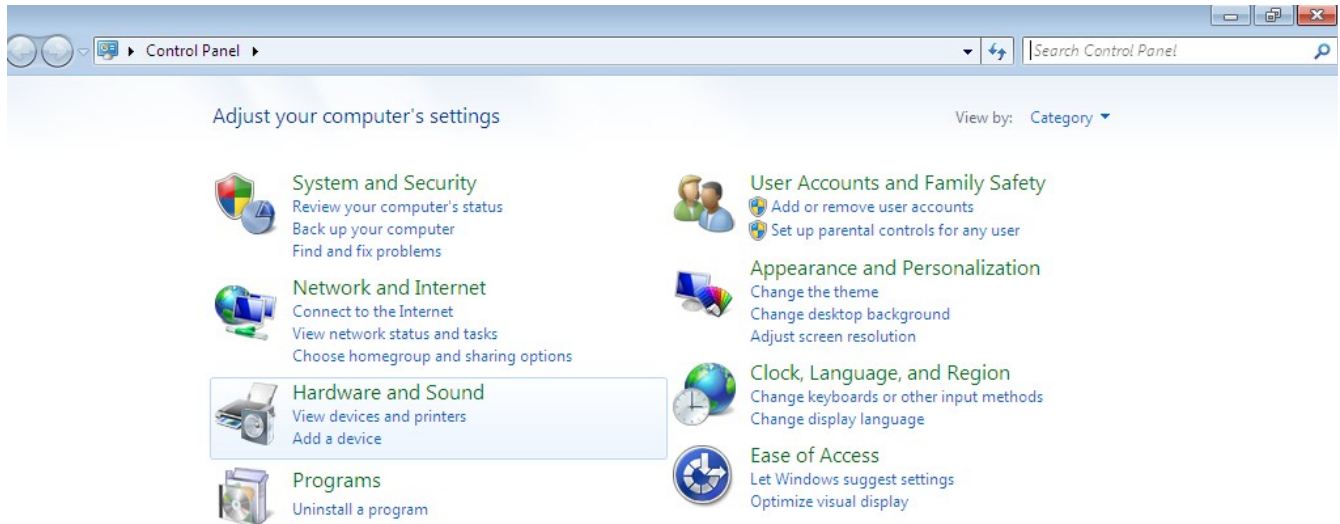 Control Panel
Search Control Panel
Adjust your computer's settings
View by: Category
System and Security
Review your computer's status
Back up your computer
Find and fix problems
Network and Internet
Connect to the Internet
View network status and tasks
Choose homegroup and sharing options
Hardware and Sound
View devices and printers
Add a device
Programs
Uninstall a program
User Accounts and Family Safety
Add or remove user accounts
Set up parental controls for any user
Appearance and Personalization
Change the theme
Change desktop background
Adjust screen resolution
Clock, Language, and Region
Change keyboards or other input methods
Change display language
Ease of Access
Let Windows suggest settings
Optimize visual display